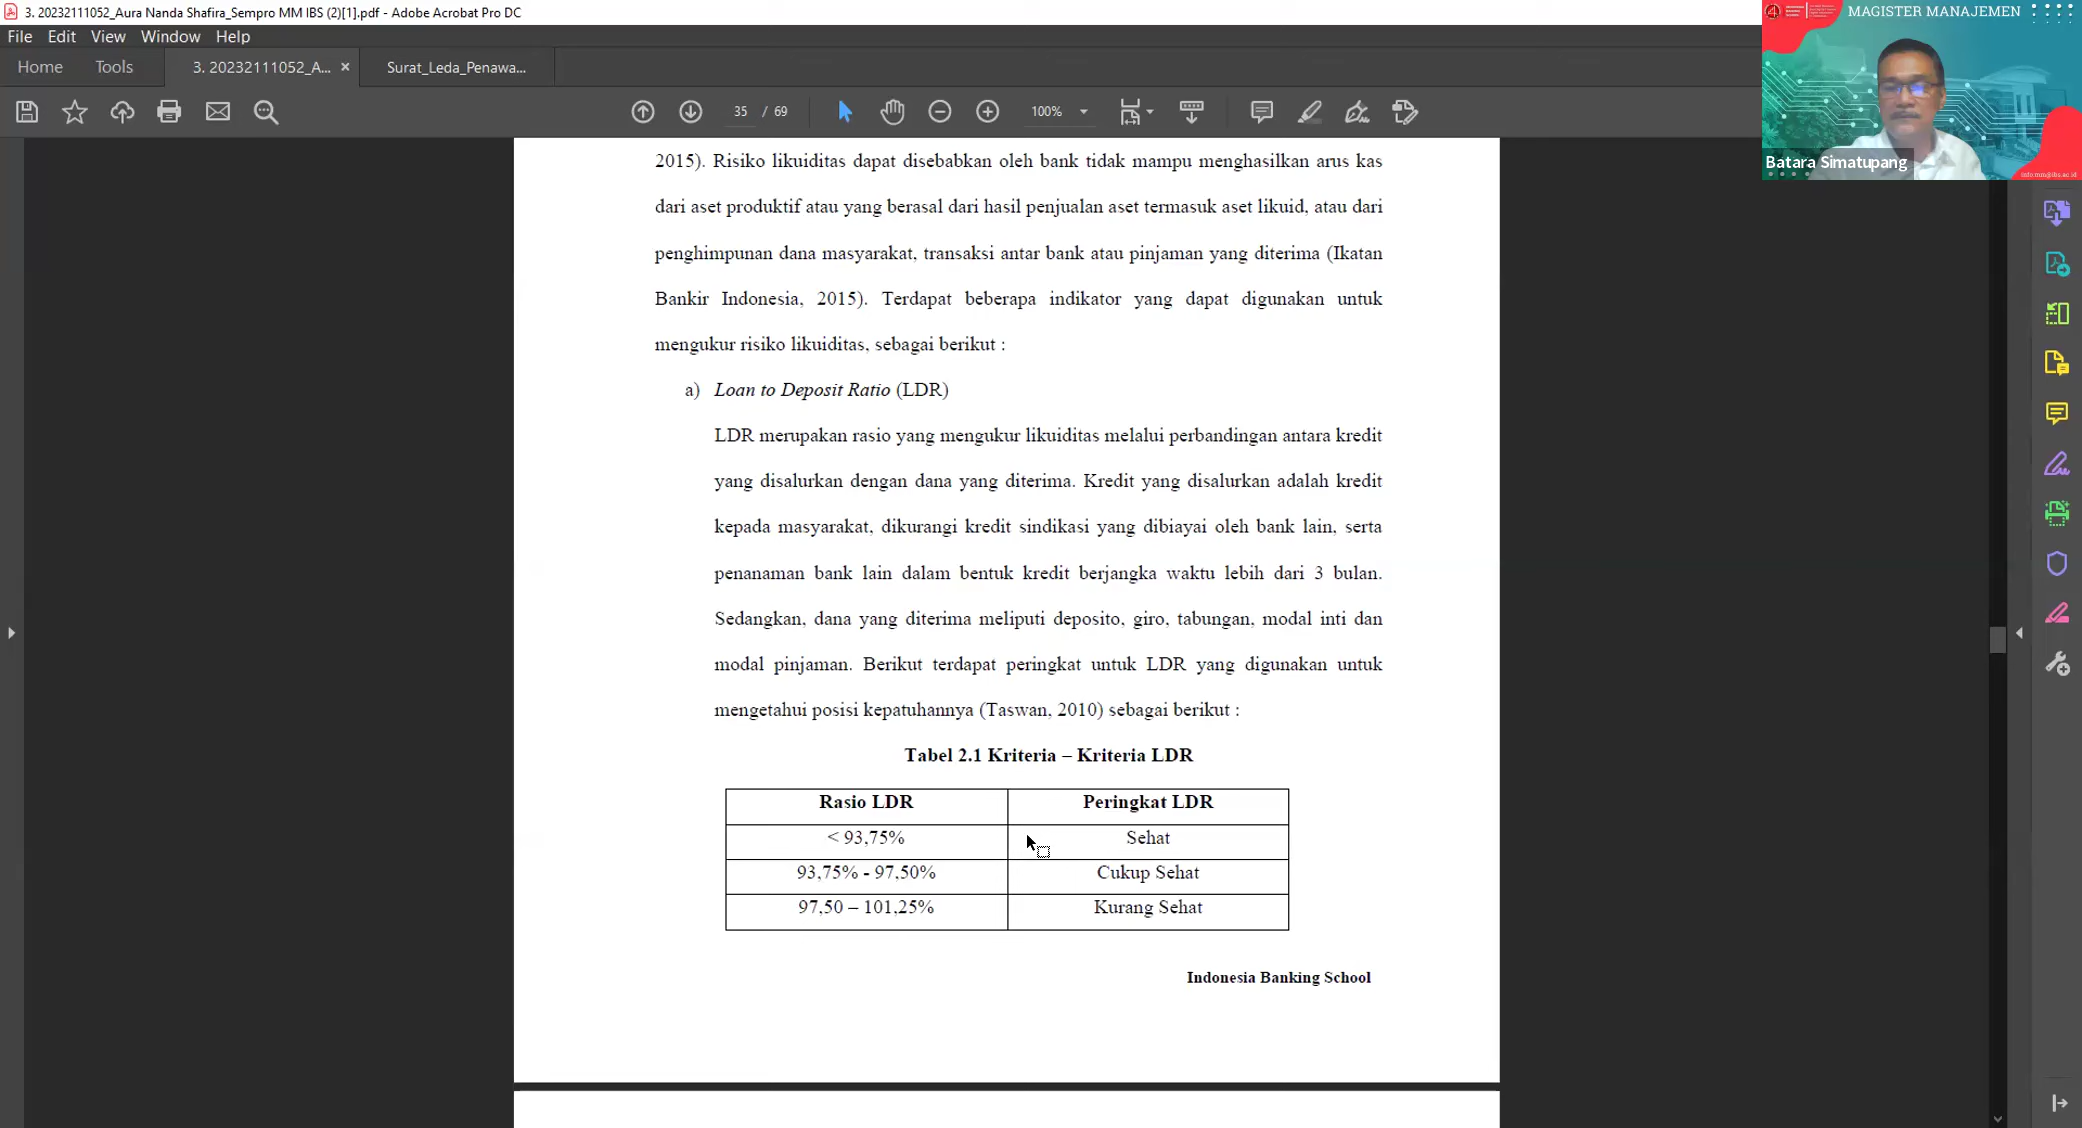 3. 20232111052_Aura Nanda Shafira_Sempro MM IBS (2)[1].pdf - Adobe Acrobat Pro DC
File Edit View Window Help
Home Tools 3. 20232111052_A... × Surat_Leda_Penawa...
35 / 69 100%
MAGISTER MANAJEMEN
Batara Simatupang
info:mm@ibs.ac.id
2015). Risiko likuiditas dapat disebabkan oleh bank tidak mampu menghasilkan arus kas
dari aset produktif atau yang berasal dari hasil penjualan aset termasuk aset likuid, atau dari
penghimpunan dana masyarakat, transaksi antar bank atau pinjaman yang diterima (Ikatan
Bankir Indonesia, 2015). Terdapat beberapa indikator yang dapat digunakan untuk
mengukur risiko likuiditas, sebagai berikut :
a) Loan to Deposit Ratio (LDR)
LDR merupakan rasio yang mengukur likuiditas melalui perbandingan antara kredit
yang disalurkan dengan dana yang diterima. Kredit yang disalurkan adalah kredit
kepada masyarakat, dikurangi kredit sindikasi yang dibiayai oleh bank lain, serta
penanaman bank lain dalam bentuk kredit berjangka waktu lebih dari 3 bulan.
Sedangkan, dana yang diterima meliputi deposito, giro, tabungan, modal inti dan
modal pinjaman. Berikut terdapat peringkat untuk LDR yang digunakan untuk
mengetahui posisi kepatuhannya (Taswan, 2010) sebagai berikut :
Tabel 2.1 Kriteria – Kriteria LDR
Rasio LDR Peringkat LDR
< 93,75% Sehat
93,75% - 97,50% Cukup Sehat
97,50 – 101,25% Kurang Sehat
Indonesia Banking School